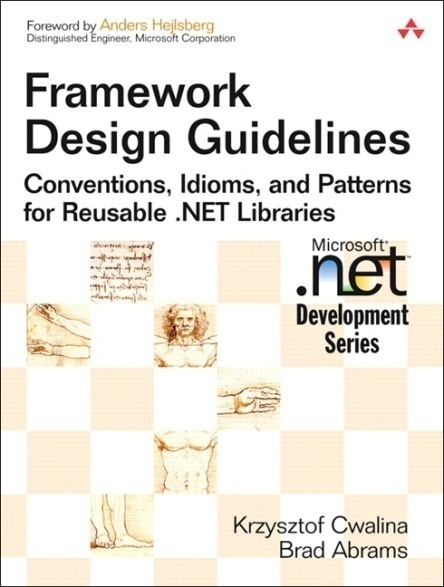 Foreword by Anders Hejlsberg
Distinguished Engineer, Microsoft Corporation
Framework
Design Guidelines
Conventions, Idioms, and Patterns
for Reusable .NET Libraries
Microsoft®
.net™
Development
Series
Krzysztof Cwalina
Brad Abrams